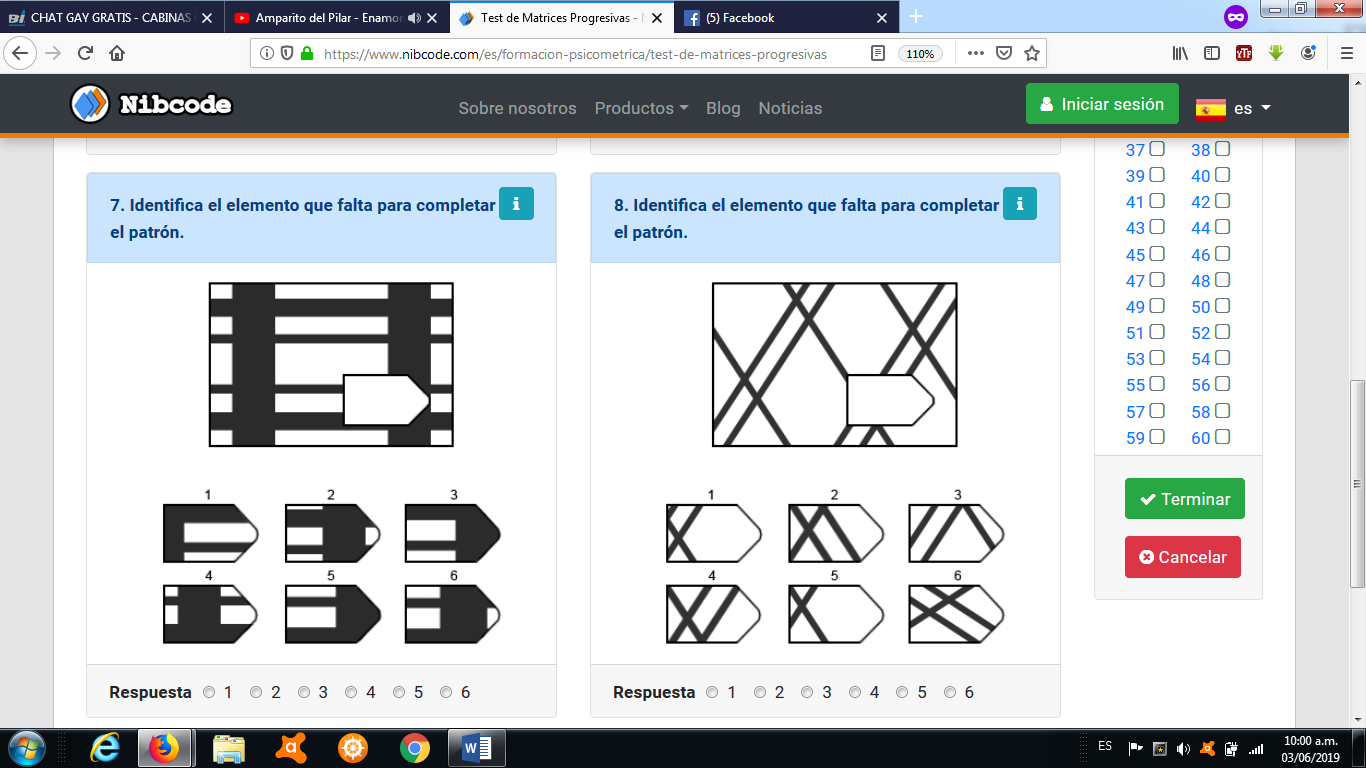 CHAT GAY GRATIS - CABINAS
Amparito del Pilar - Enamor
Test de Matrices Progresivas -
(5) Facebook
https://www.nibcode.com/es/formacion-psicometrica/test-de-matrices-progresivas
110%
Nibcode
Sobre nosotros Productos Blog Noticias
Iniciar sesión
es
7. Identifica el elemento que falta para completar
el patrón.
1 2 3
4 5 6
Respuesta 1 2 3 4 5 6
8. Identifica el elemento que falta para completar
el patrón.
1 2 3
4 5 6
Respuesta 1 2 3 4 5 6
37 38
39 40
41 42
43 44
45 46
47 48
49 50
51 52
53 54
55 56
57 58
59 60
Terminar
Cancelar
ES
10:00 a.m.
03/06/2019